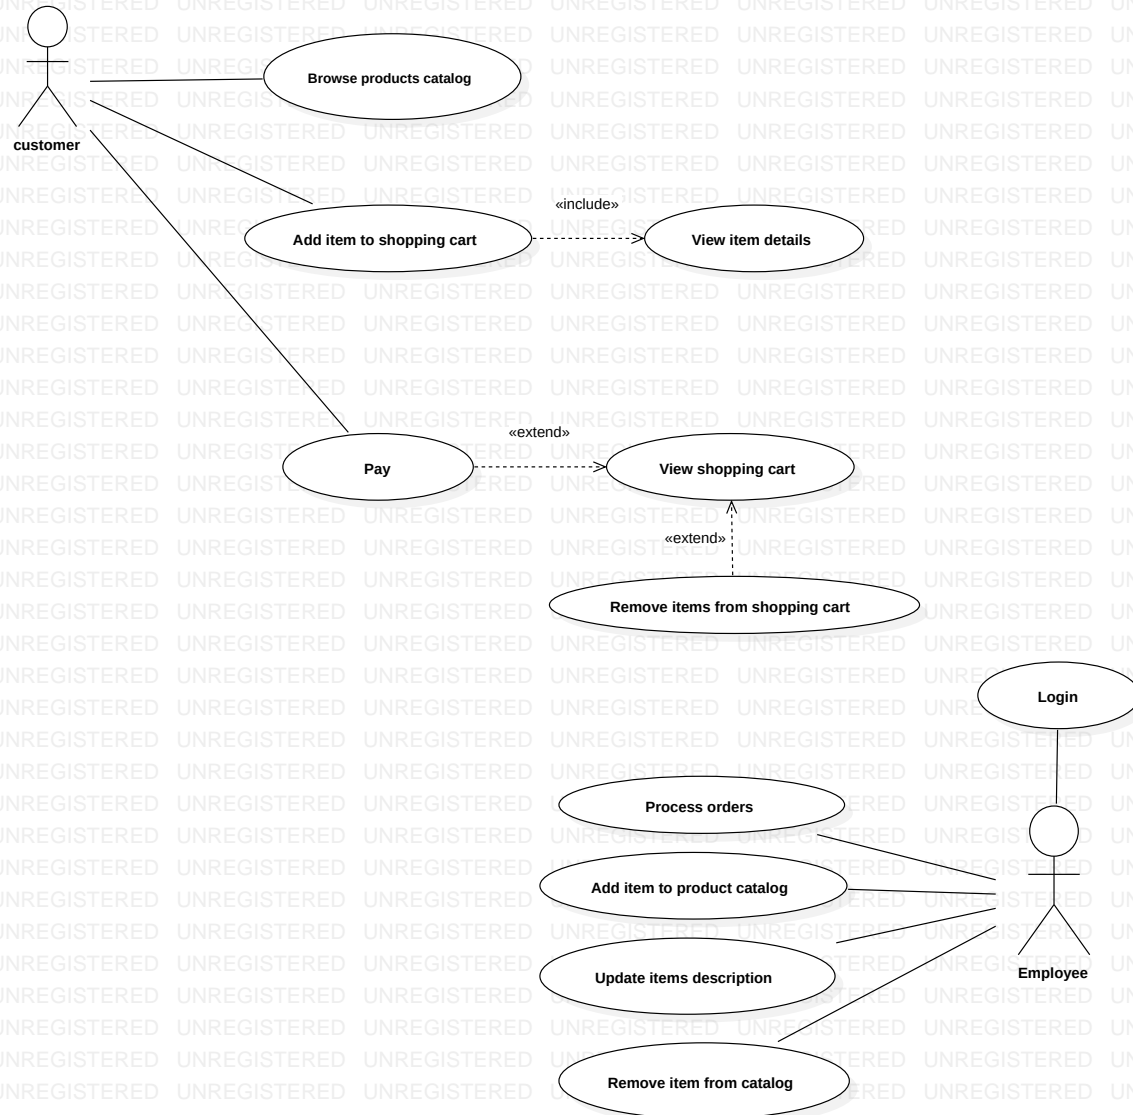 Browse products catalog
customer
«include»
Add item to shopping cart
View item details
«extend»
Pay
View shopping cart
«extend»
Remove items from shopping cart
Login
Process orders
Add item to product catalog
Employee
Update items description
Remove item from catalog
UNREGISTERED